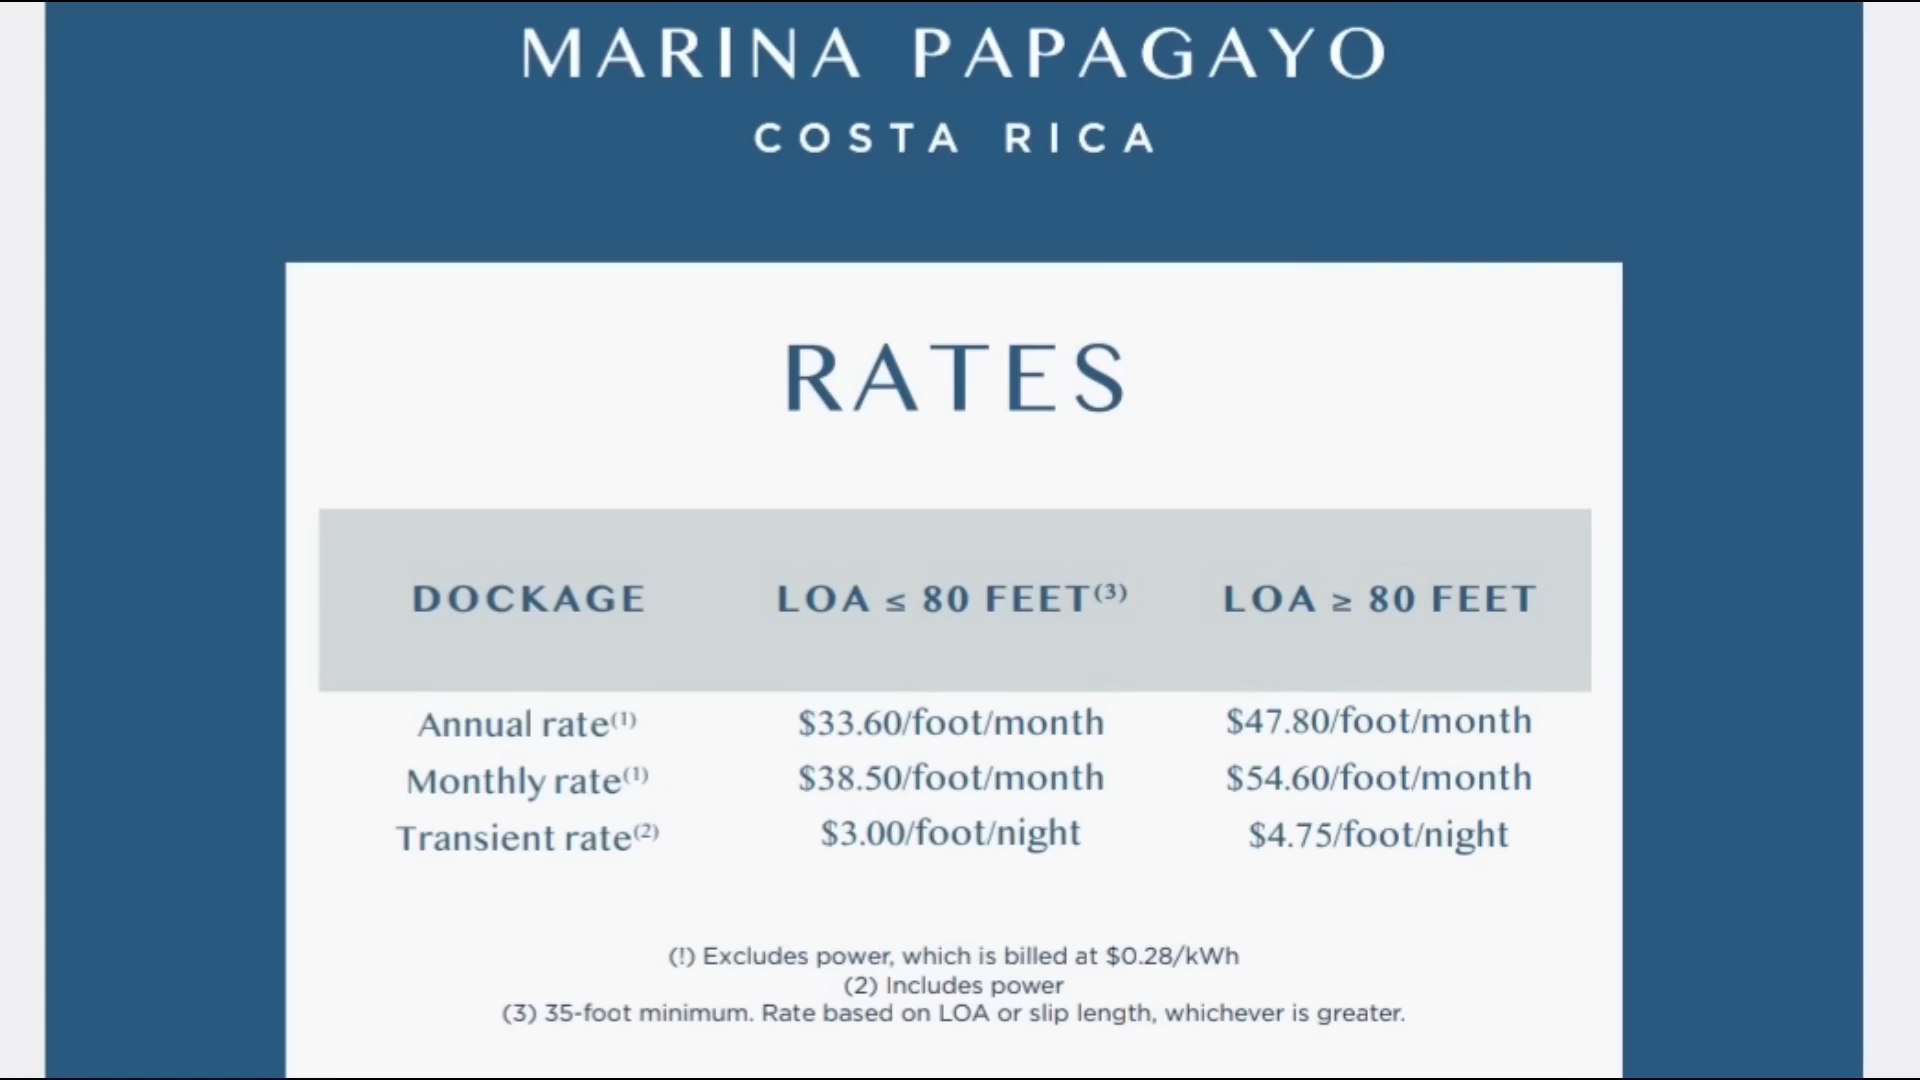 MARINA PAPAGAYO
COSTA RICA
RATES
DOCKAGE LOA ≤ 80 FEET(3) LOA ≥ 80 FEET
Annual rate(1) $33.60/foot/month $47.80/foot/month
Monthly rate(1) $38.50/foot/month $54.60/foot/month
Transient rate(2) $3.00/foot/night $4.75/foot/night
(!) Excludes power, which is billed at $0.28/kWh
(2) Includes power
(3) 35-foot minimum. Rate based on LOA or slip length, whichever is greater.